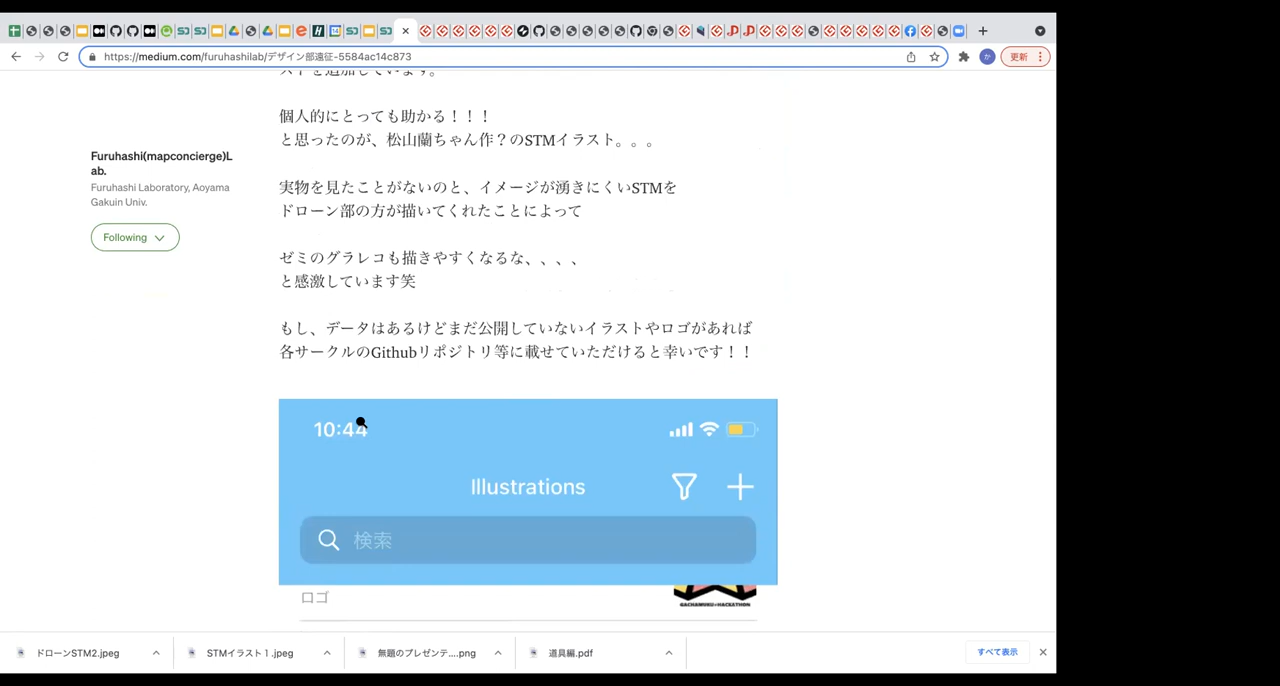 https://medium.com/furuhashilab/デザイン部遠征-5584ac14c873
更新
ストを追加しています。
個人的にとっても助かる！！！
と思ったのが、松山蘭ちゃん作？のSTMイラスト。。。
Furuhashi(mapconcierge)L
ab.
Furuhashi Laboratory, Aoyama
Gakuin Univ.
Following
実物を見たことがないのと、イメージが湧きにくいSTMを
ドローン部の方が描いてくれたことによって
ゼミのグラレコも描きやすくなるな、、、、
と感激しています笑
もし、データはあるけどまだ公開していないイラストやロゴがあれば
各サークルのGithubリポジトリ等に載せていただけると幸いです！！
10:44
Illustrations
検索
ロゴ
GACHAMUKU×HACKATHON
ドローンSTM2.jpeg
STMイラスト１.jpeg
無題のプレゼンテ....png
道具編.pdf
すべて表示